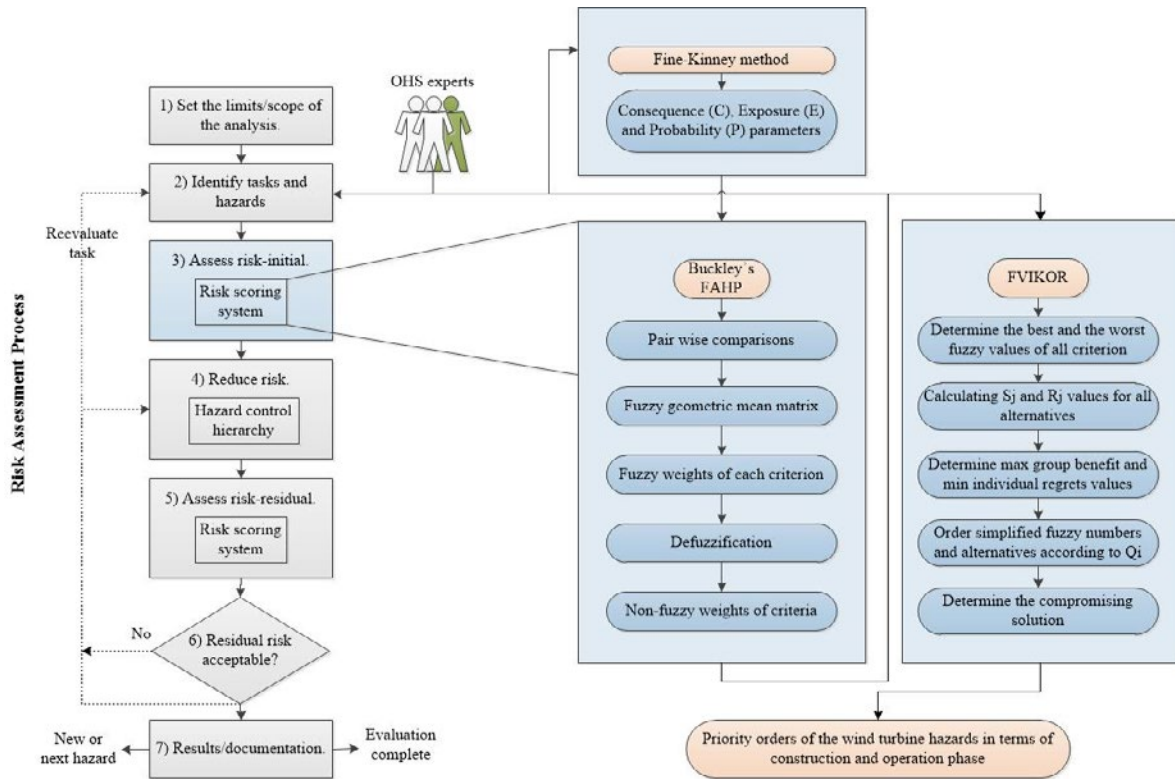 Risk Assessment Process
OHS experts
1) Set the limits/scope of
the analysis.
2) Identify tasks and
hazards
Reevaluate
task
3) Assess risk-initial.
Risk scoring
system
4) Reduce risk.
Hazard control
hierarchy
5) Assess risk-residual.
Risk scoring
system
No
6) Residual risk
acceptable?
New or
next hazard
7) Results/documentation.
Evaluation
complete
Fine-Kinney method
Consequence (C), Exposure (E)
and Probability (P) parameters
Buckley`s
FAHP
Pair wise comparisons
Fuzzy geometric mean matrix
Fuzzy weights of each criterion
Defuzzification
Non-fuzzy weights of criteria
FVIKOR
Determine the best and the worst
fuzzy values of all criterion
Calculating Sj and Rj values for all
alternatives
Determine max group benefit and
min individual regrets values
Order simplified fuzzy numbers
and alternatives according to Qi
Determine the compromising
solution
Priority orders of the wind turbine hazards in terms of
construction and operation phase